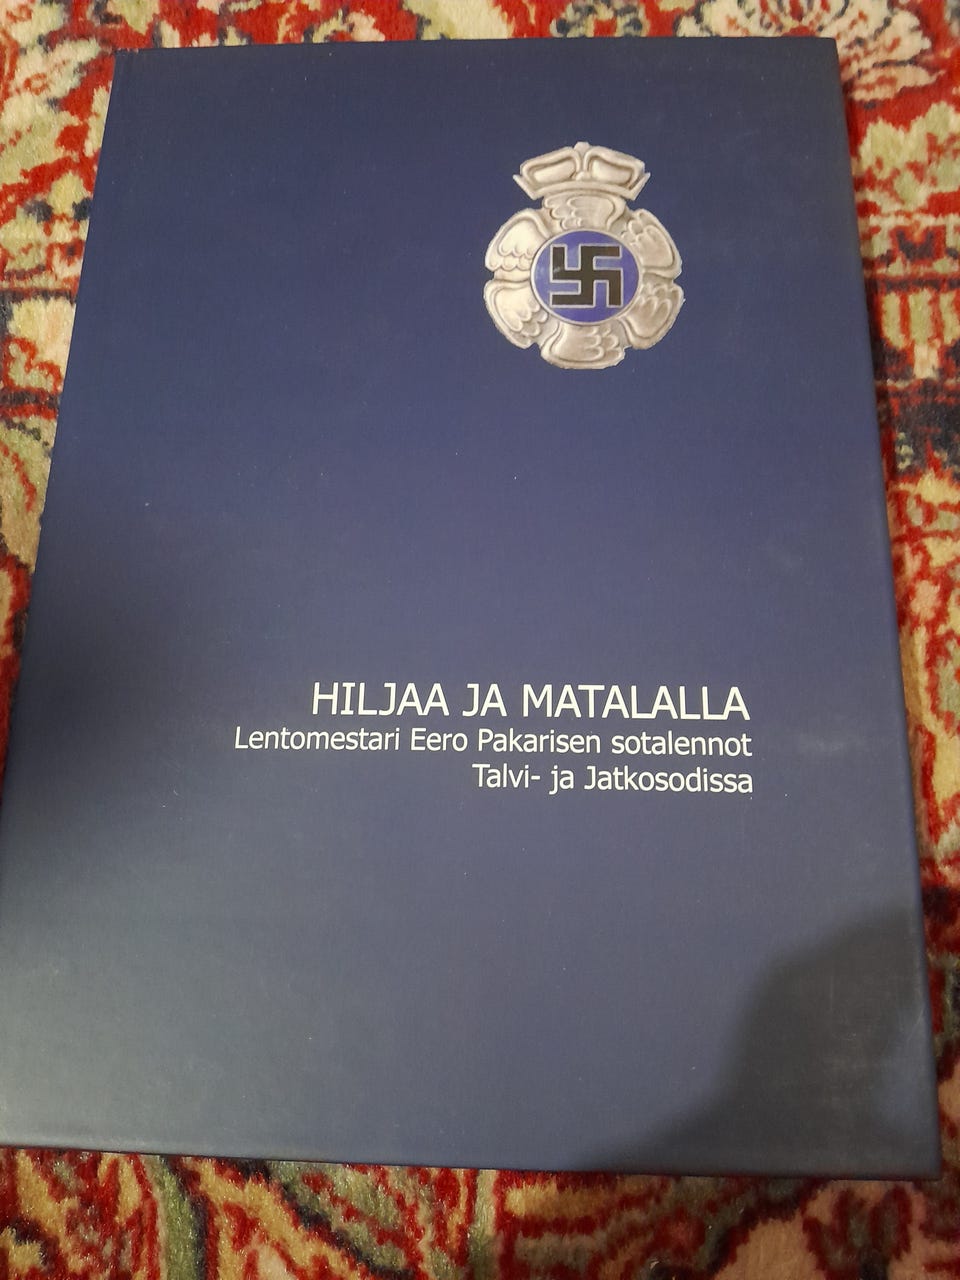 HILJAA JA MATALALLA
Lentomestari Eero Pakarisen sotalennot
Talvi- ja Jatkosodissa